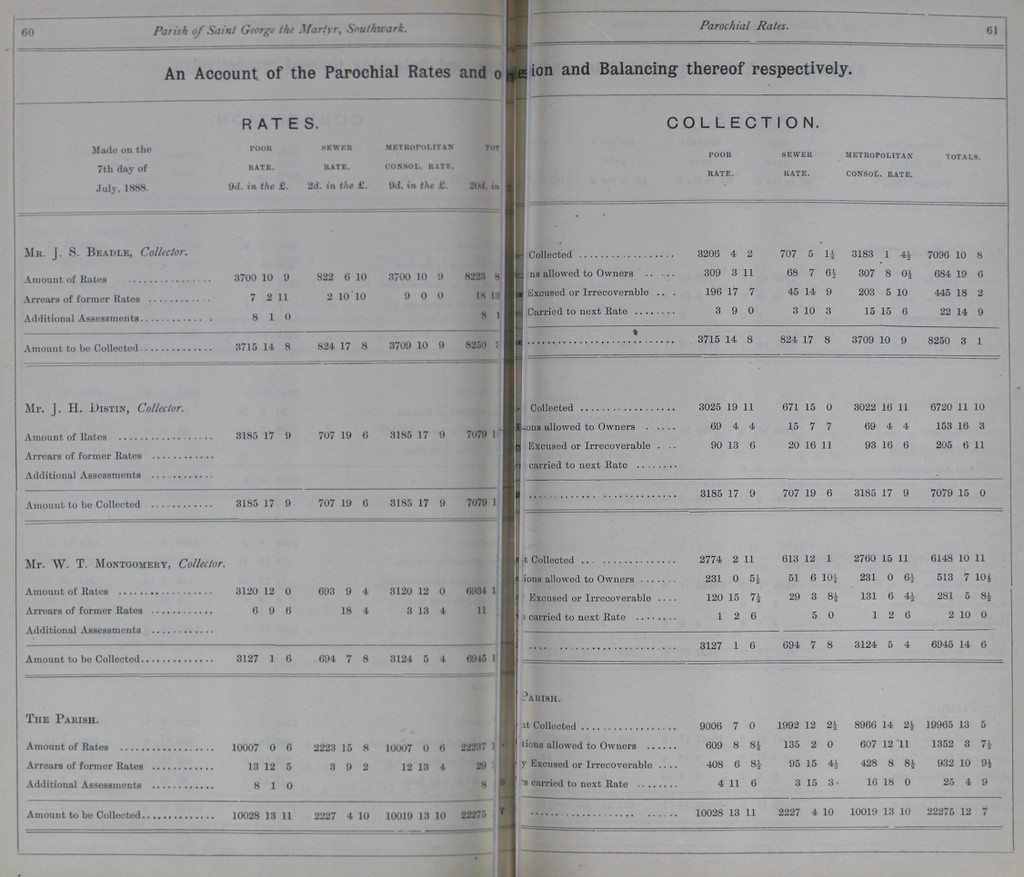 60
Parish of Saint George the Martyr, Southwark.
An Account of the Parochial Rates and
RATES.
Made on the 7th day of July, 1888.
POOR RATE. 9d. in the £.
SEWER RATE. 2d. in the £.
METROPOLITAN CONSOL. RATE. 9d. in the £.
20d. in
MR. J. S. BEADLE, Collector.
Amount of Rates 3700 10 9 822 6 10 3700 10 9 8223 8
Arrears of former Rates 7 2 11 2 10 10 9 0 0 18 13
Additional Assessments 8 1 0 8 1
Amount to be Collected 3715 14 8 824 17 8 3709 10 9 8250
Mr. J. H. DISTIN, Collector.
Amount of Rates 3185 17 9 707 19 6 3185 17 9 7079
Arrears of former Rates
Additional Assessments
Amount to be Collected 3185 17 9 707 19 6 3185 17 9 7079
Mr. W. T. MONTGOMERY, Collector.
Amount of Rates 3120 12 0 693 9 4 3120 12 0 6934
Arrears of former Rates 6 9 6 18 4 3 13 4 11
Additional Assessments
Amount to be Collected 3127 1 6 694 7 8 3124 5 4 6945
THE PARISH.
Amount of Rates 10007 0 6 2223 15 8 10007 0 6 22237
Arrears of former Rates 13 12 5 3 9 2 12 13 4 29
Additional Assessments 8 1 0 8
Amount to be Collected 10028 13 11 2227 4 10 10019 13 10 22275
Parochial Rates.
61
ion and Balancing thereof respectively.
COLLECTION.
POOR RATE.
SEWER RATE.
METROPOLITAN CONSOL. RATE.
TOTALS.
Collected 3206 4 2 707 5 1½ 3183 1 4½ 7096 10 8
ns allowed to Owners 309 3 11 68 7 6½ 307 8 0½ 684 19 6
Excused or Irrecoverable 196 17 7 45 14 9 203 5 10 445 18 2
Carried to next Rate 3 9 0 3 10 3 15 15 6 22 14 9
3715 14 8 824 17 8 3709 10 9 8250 3 1
Collected 3025 19 11 671 15 0 3022 16 11 6720 11 10
ons allowed to Owners 69 4 4 15 7 7 69 4 4 153 16 3
Excused or Irrecoverable 90 13 6 20 16 11 93 16 6 205 6 11
carried to next Rate
3185 17 9 707 19 6 3185 17 9 7079 15 0
t Collected 2774 2 11 613 12 1 2760 15 11 6148 10 11
ions allowed to Owners 231 0 5½ 51 6 10½ 231 0 6½ 513 7 10½
Excused or Irrecoverable 120 15 7½ 29 3 8½ 131 6 4½ 281 5 8½
carried to next Rate 1 2 6 5 0 1 2 6 2 10 0
3127 1 6 694 7 8 3124 5 4 6945 14 6
PARISH.
nt Collected 9006 7 0 1992 12 2½ 8966 14 2½ 19965 13 5
tions allowed to Owners 609 8 8½ 135 2 0 607 12 11 1352 3 7½
y Excused or Irrecoverable 408 6 8½ 95 15 4½ 428 8 8½ 932 10 9½
rs carried to next Rate 4 11 6 3 15 3 16 18 0 25 4 9
10028 13 11 2227 4 10 10019 13 10 22275 12 7